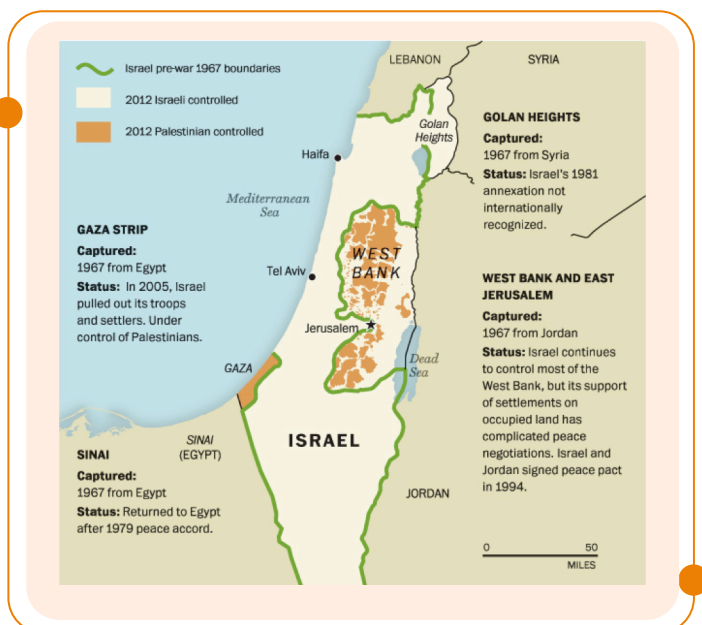 Israel pre-war 1967 boundaries
2012 Israeli controlled
2012 Palestinian controlled
LEBANON
SYRIA
Golan
Heights
Haifa
Mediterranean
Sea
Tel Aviv
WEST
BANK
Jerusalem
Dead
Sea
GAZA
ISRAEL
SINAI
(EGYPT)
JORDAN
GAZA STRIP
Captured:
1967 from Egypt
Status: In 2005, Israel
pulled out its troops
and settlers. Under
control of Palestinians.
SINAI
Captured:
1967 from Egypt
Status: Returned to Egypt
after 1979 peace accord.
GOLAN HEIGHTS
Captured:
1967 from Syria
Status: Israel's 1981
annexation not
internationally
recognized.
WEST BANK AND EAST
JERUSALEM
Captured:
1967 from Jordan
Status: Israel continues
to control most of the
West Bank, but its support
of settlements on
occupied land has
complicated peace
negotiations. Israel and
Jordan signed peace pact
in 1994.
0 50
MILES